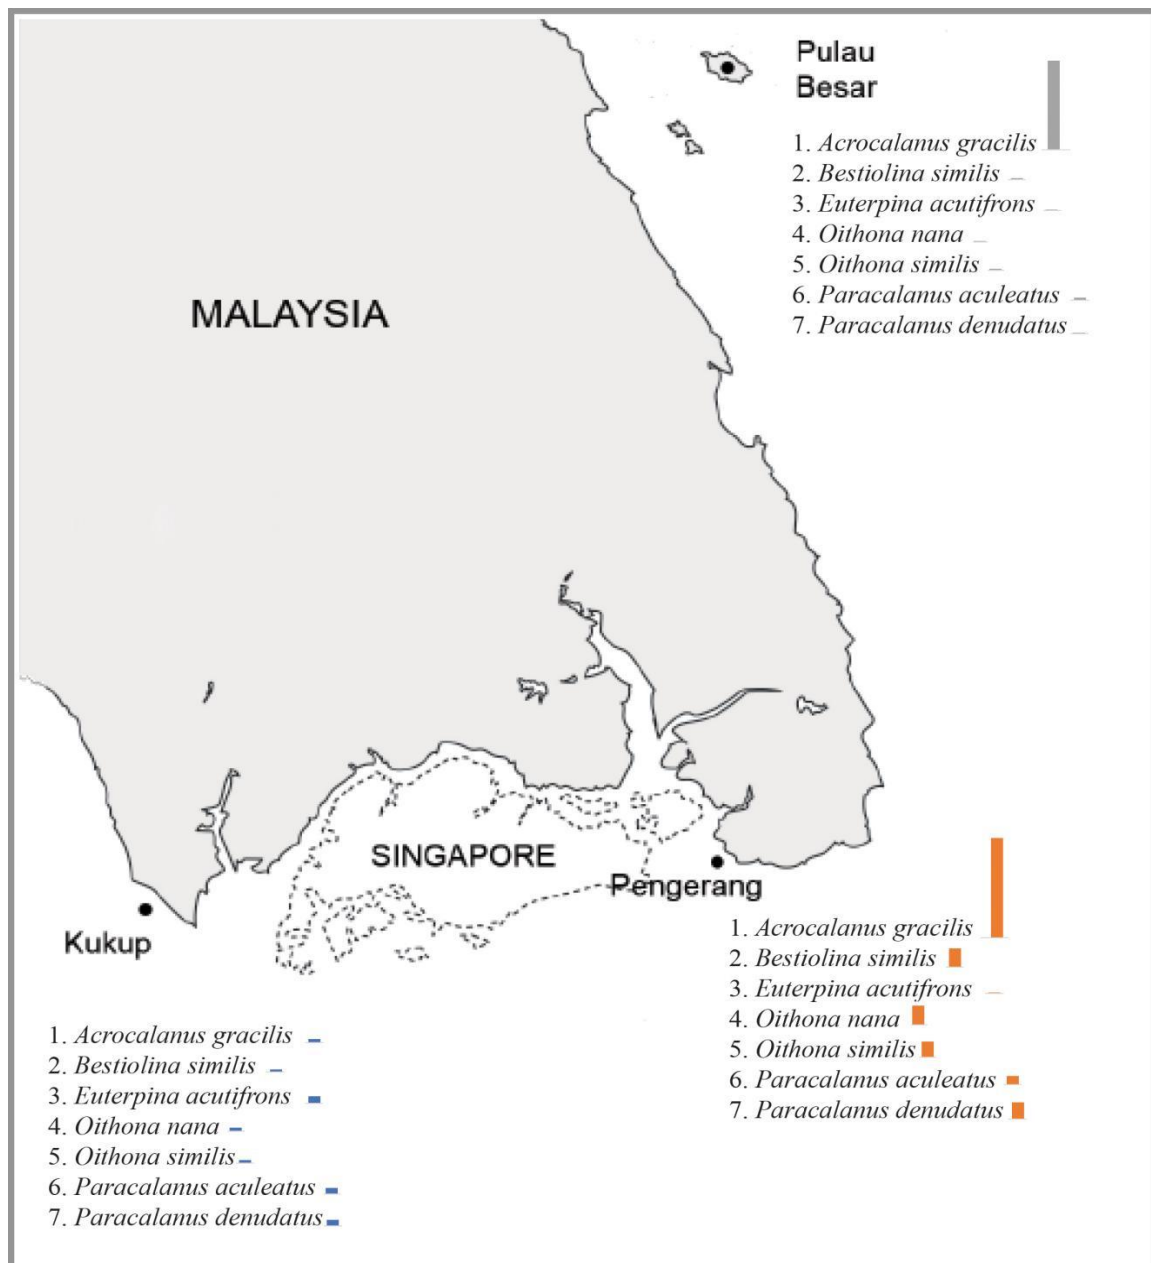 Pulau
Besar
1. Acrocalanus gracilis
2. Bestiolina similis
3. Euterpina acutifrons
4. Oithona nana
5. Oithona similis
6. Paracalanus aculeatus
7. Paracalanus denudatus
MALAYSIA
SINGAPORE
Pengerang
Kukup
1. Acrocalanus gracilis
2. Bestiolina similis
3. Euterpina acutifrons
4. Oithona nana
5. Oithona similis
6. Paracalanus aculeatus
7. Paracalanus denudatus
1. Acrocalanus gracilis
2. Bestiolina similis
3. Euterpina acutifrons
4. Oithona nana
5. Oithona similis
6. Paracalanus aculeatus
7. Paracalanus denudatus